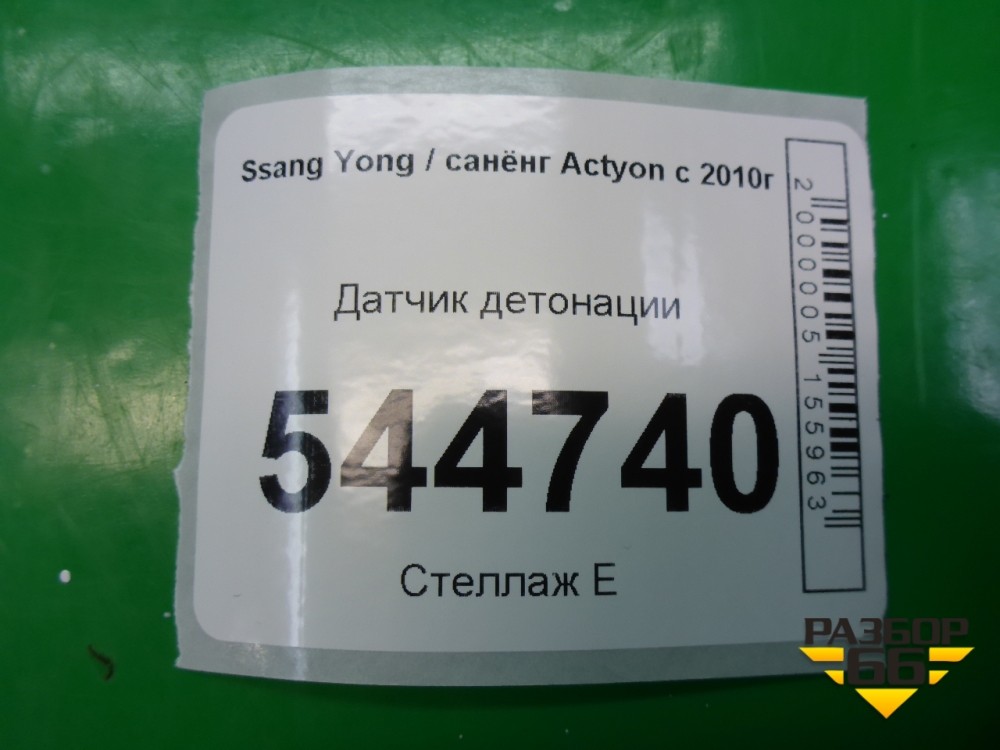 Ssang Yong / санёнг Actyon с 2010г
Датчик детонации
544740
Стеллаж Е
2000005155963
РАЗБОР
66